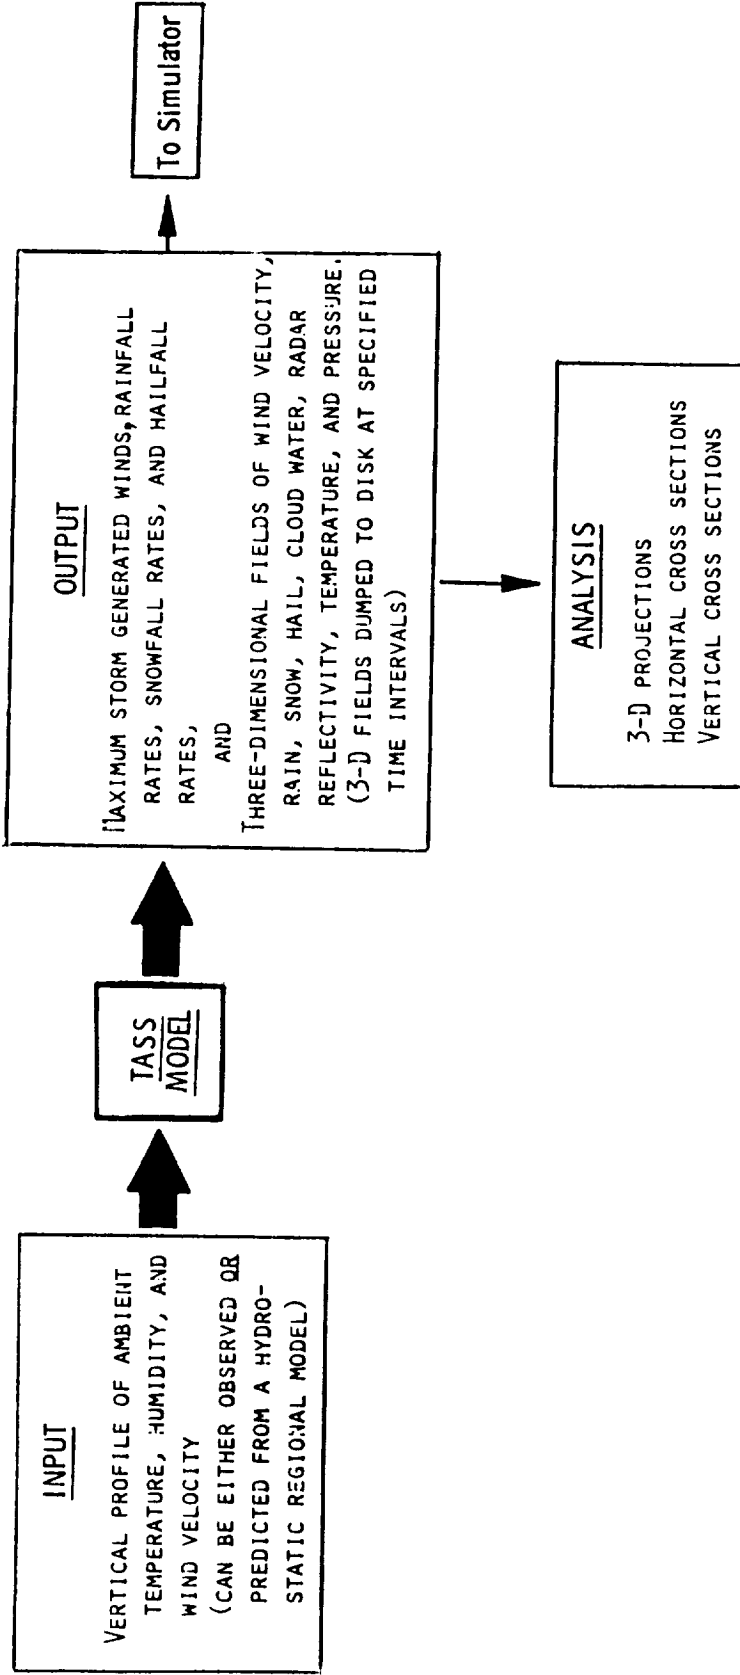 INPUT
VERTICAL PROFILE OF AMBIENT
TEMPERATURE, HUMIDITY, AND
WIND VELOCITY
(CAN BE EITHER OBSERVED OR
PREDICTED FROM A HYDRO-
STATIC REGIONAL MODEL)
TASS
MODEL
OUTPUT
MAXIMUM STORM GENERATED WINDS, RAINFALL
RATES, SNOWFALL RATES, AND HAILFALL
RATES,
AND
THREE-DIMENSIONAL FIELDS OF WIND VELOCITY,
RAIN, SNOW, HAIL, CLOUD WATER, RADAR
REFLECTIVITY, TEMPERATURE, AND PRESSURE.
(3-D FIELDS DUMPED TO DISK AT SPECIFIED
TIME INTERVALS)
To Simulator
ANALYSIS
3-D PROJECTIONS
HORIZONTAL CROSS SECTIONS
VERTICAL CROSS SECTIONS